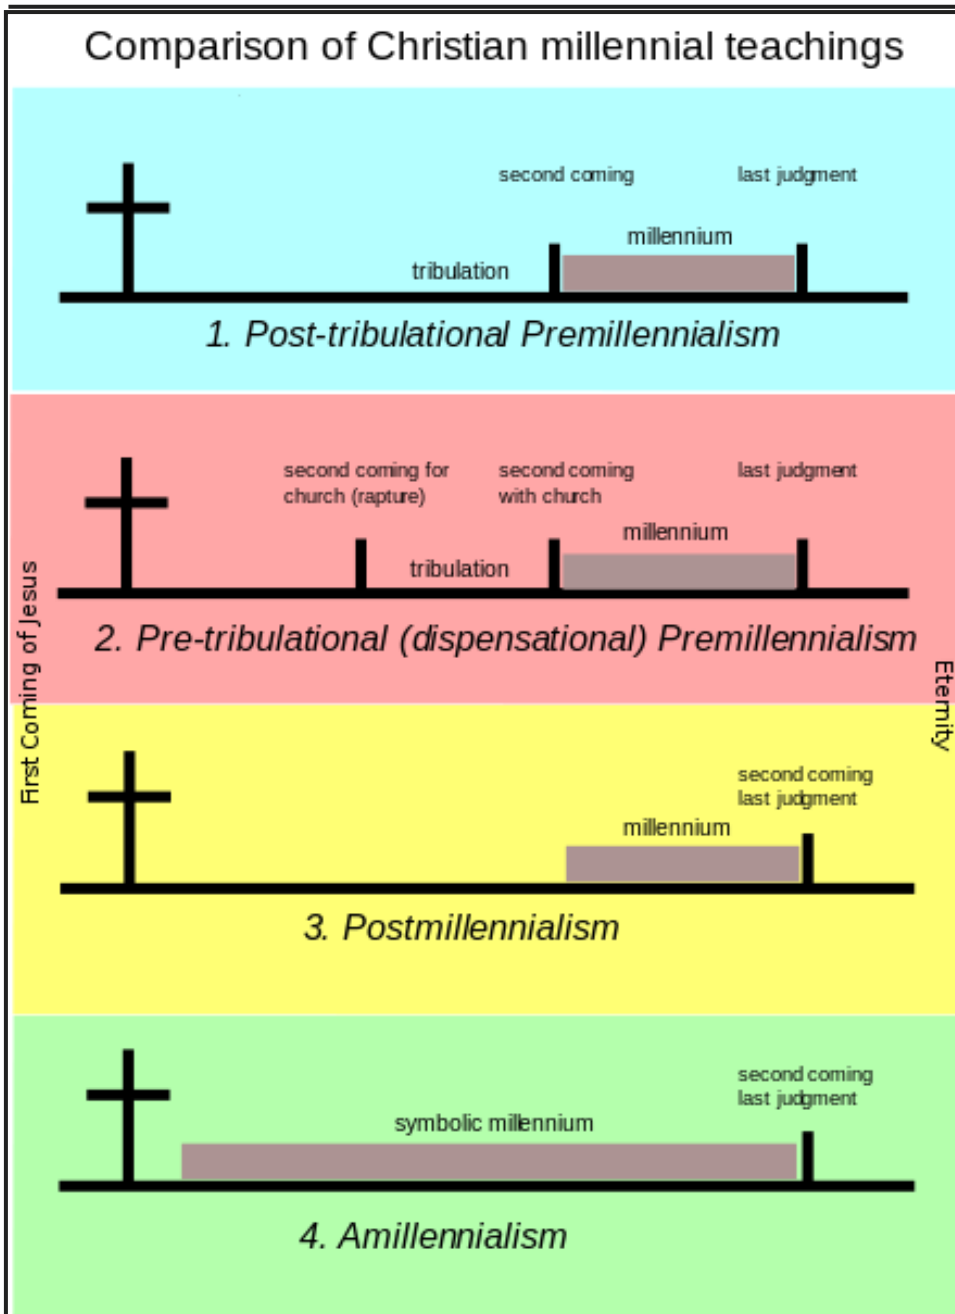 Comparison of Christian millennial teachings
second coming
last judgment
millennium
tribulation
1. Post-tribulational Premillennialism
second coming for
church (rapture)
second coming
with church
last judgment
millennium
tribulation
2. Pre-tribulational (dispensational) Premillennialism
First Coming of Jesus
Eternity
second coming
last judgment
millennium
3. Postmillennialism
second coming
last judgment
symbolic millennium
4. Amillennialism